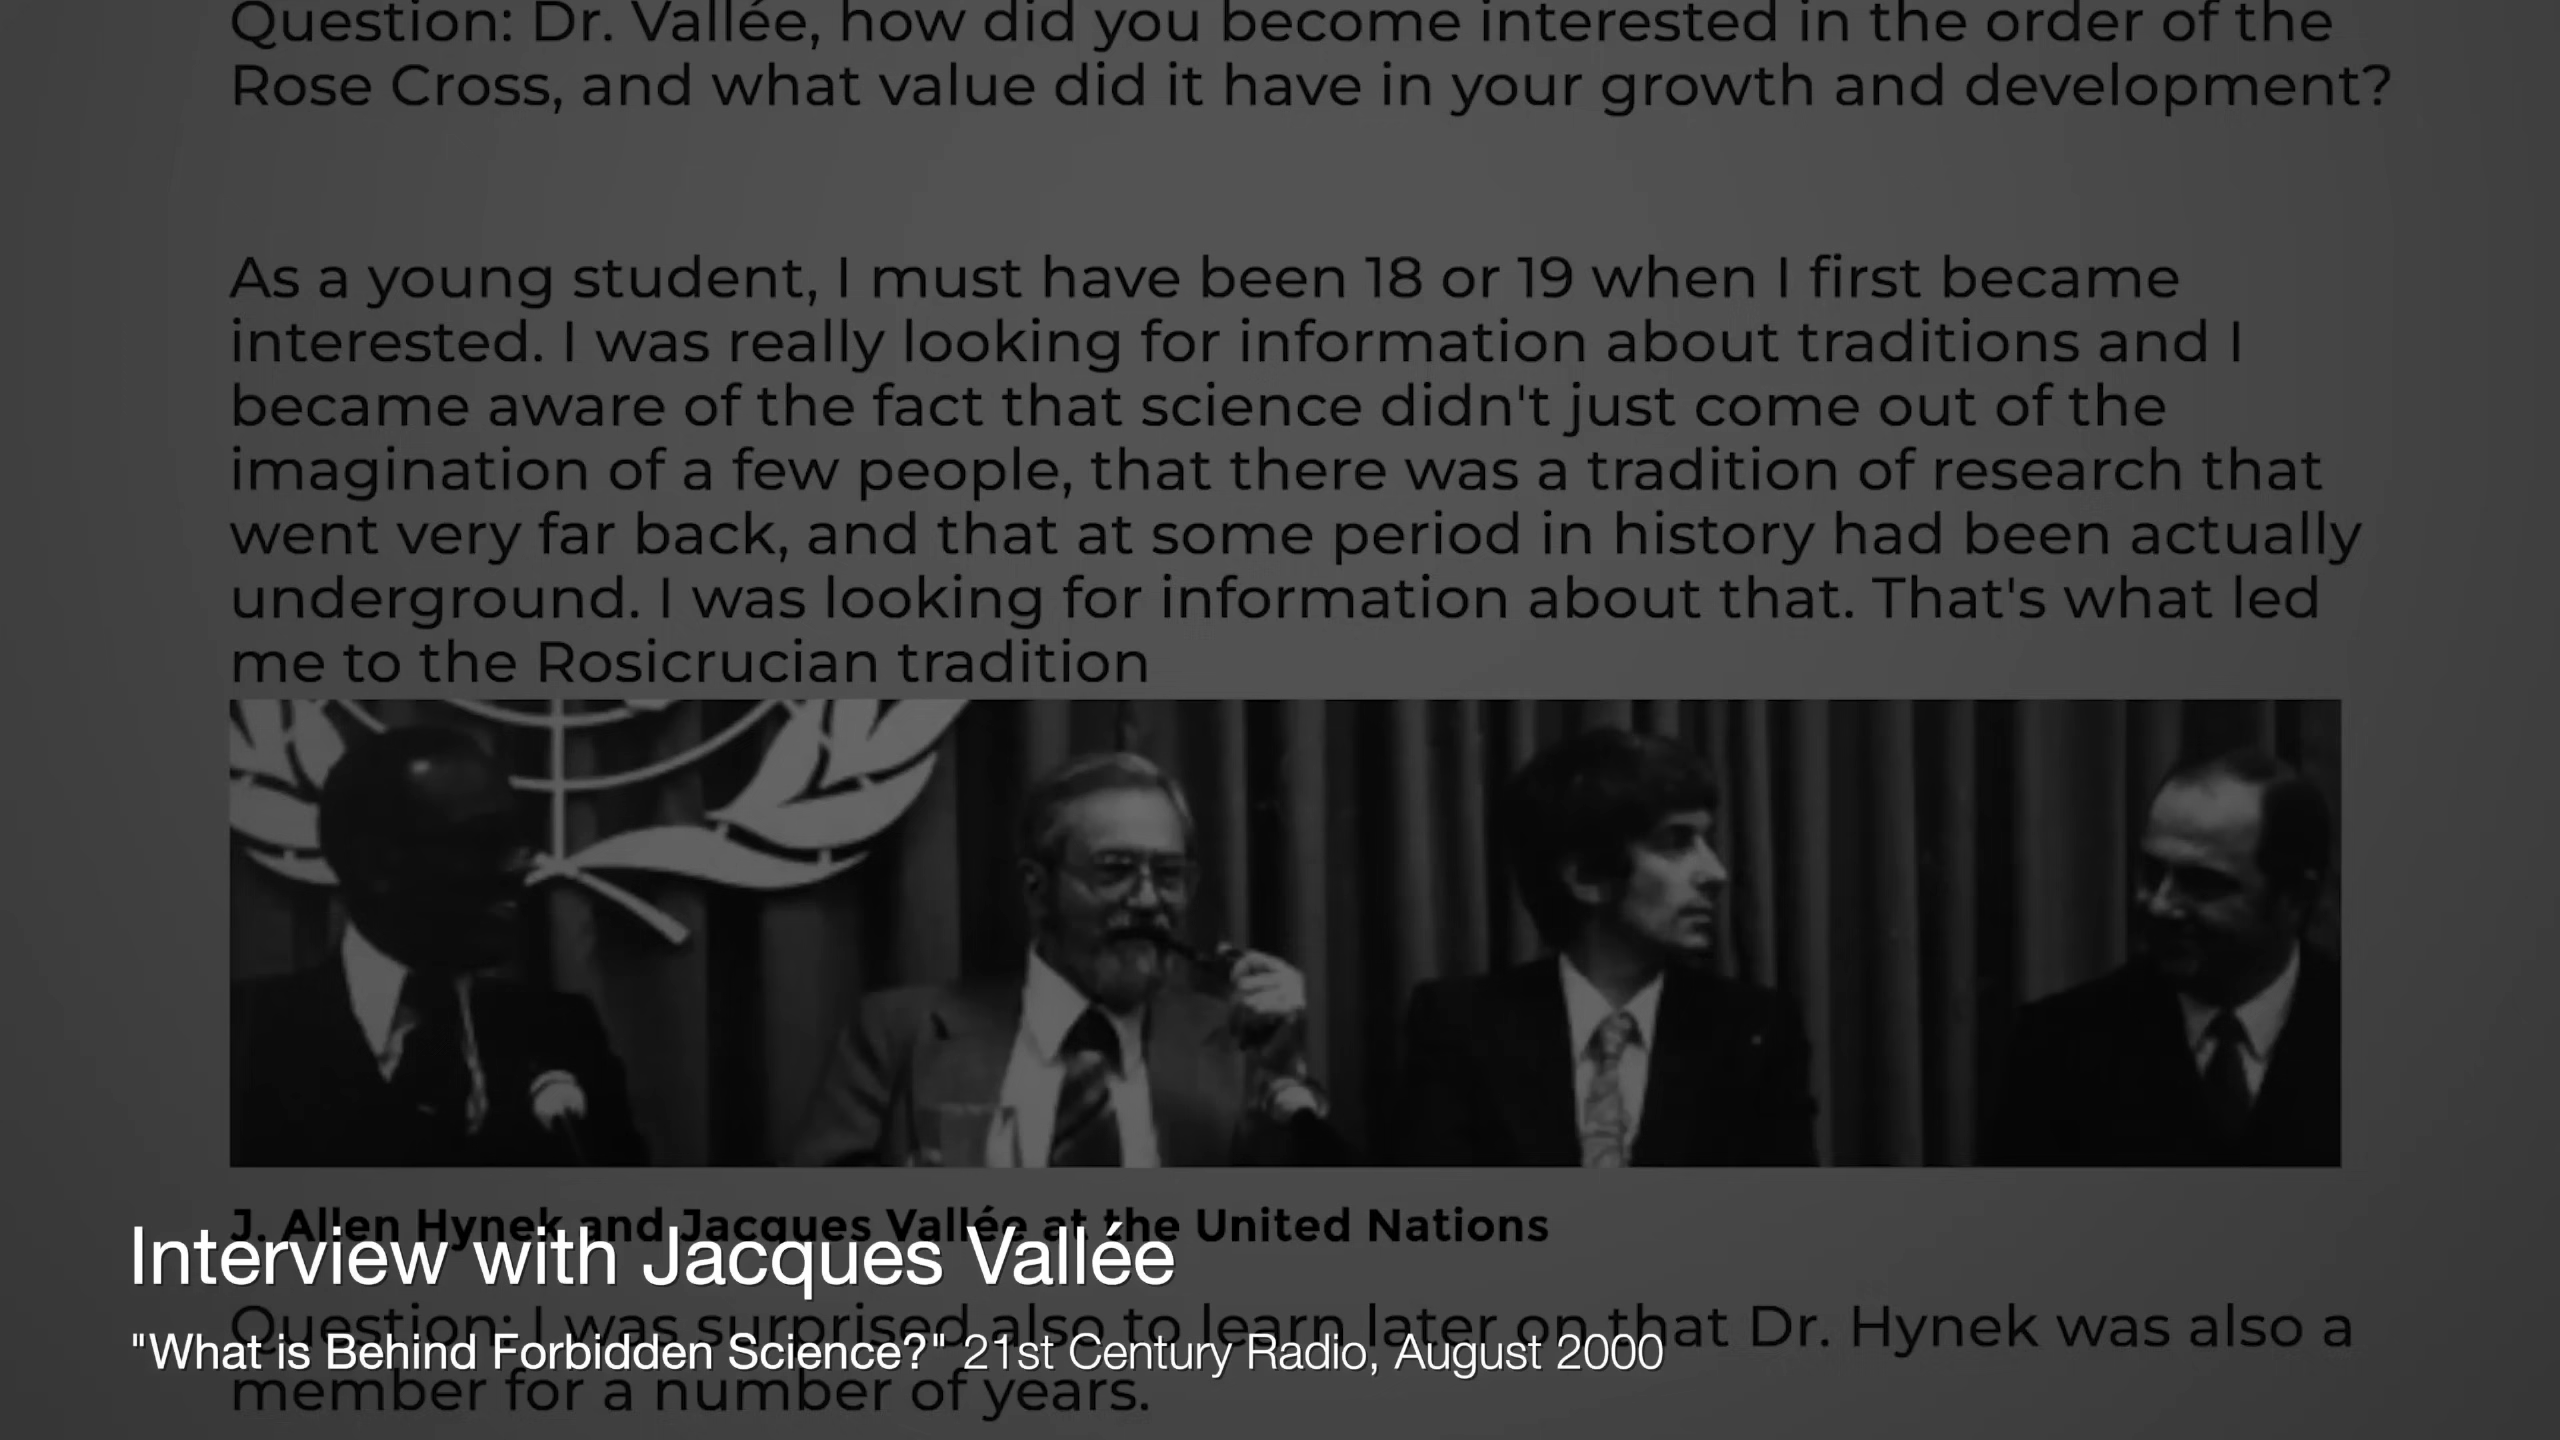 Question: Dr. Vallée, how did you become interested in the order of the
Rose Cross, and what value did it have in your growth and development?
As a young student, I must have been 18 or 19 when I first became
interested. I was really looking for information about traditions and I
became aware of the fact that science didn't just come out of the
imagination of a few people, that there was a tradition of research that
went very far back, and that at some period in history had been actually
underground. I was looking for information about that. That's what led
me to the Rosicrucian tradition
J. Allen Hynek and Jacques Vallée at the United Nations
Interview with Jacques Vallée
Question: I was surprised also to learn later on that Dr. Hynek was also a
"What is Behind Forbidden Science?" 21st Century Radio, August 2000
member for a number of years.